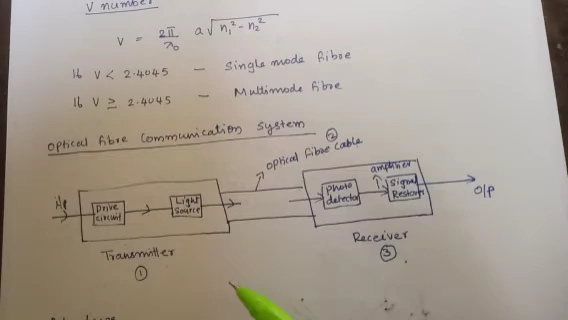 V number
V = 2π/λ₀ a√n₁² - n₂²
If V < 2.4045 - Single mode fibre
If V ≥ 2.4045 - Multimode fibre
Optical fibre communication system
②
optical fibre cable
amplifier
i/p
Drive circuit
Light Source
Photo detector
Signal Restorer
O/p
Transmitter
①
Receiver
③